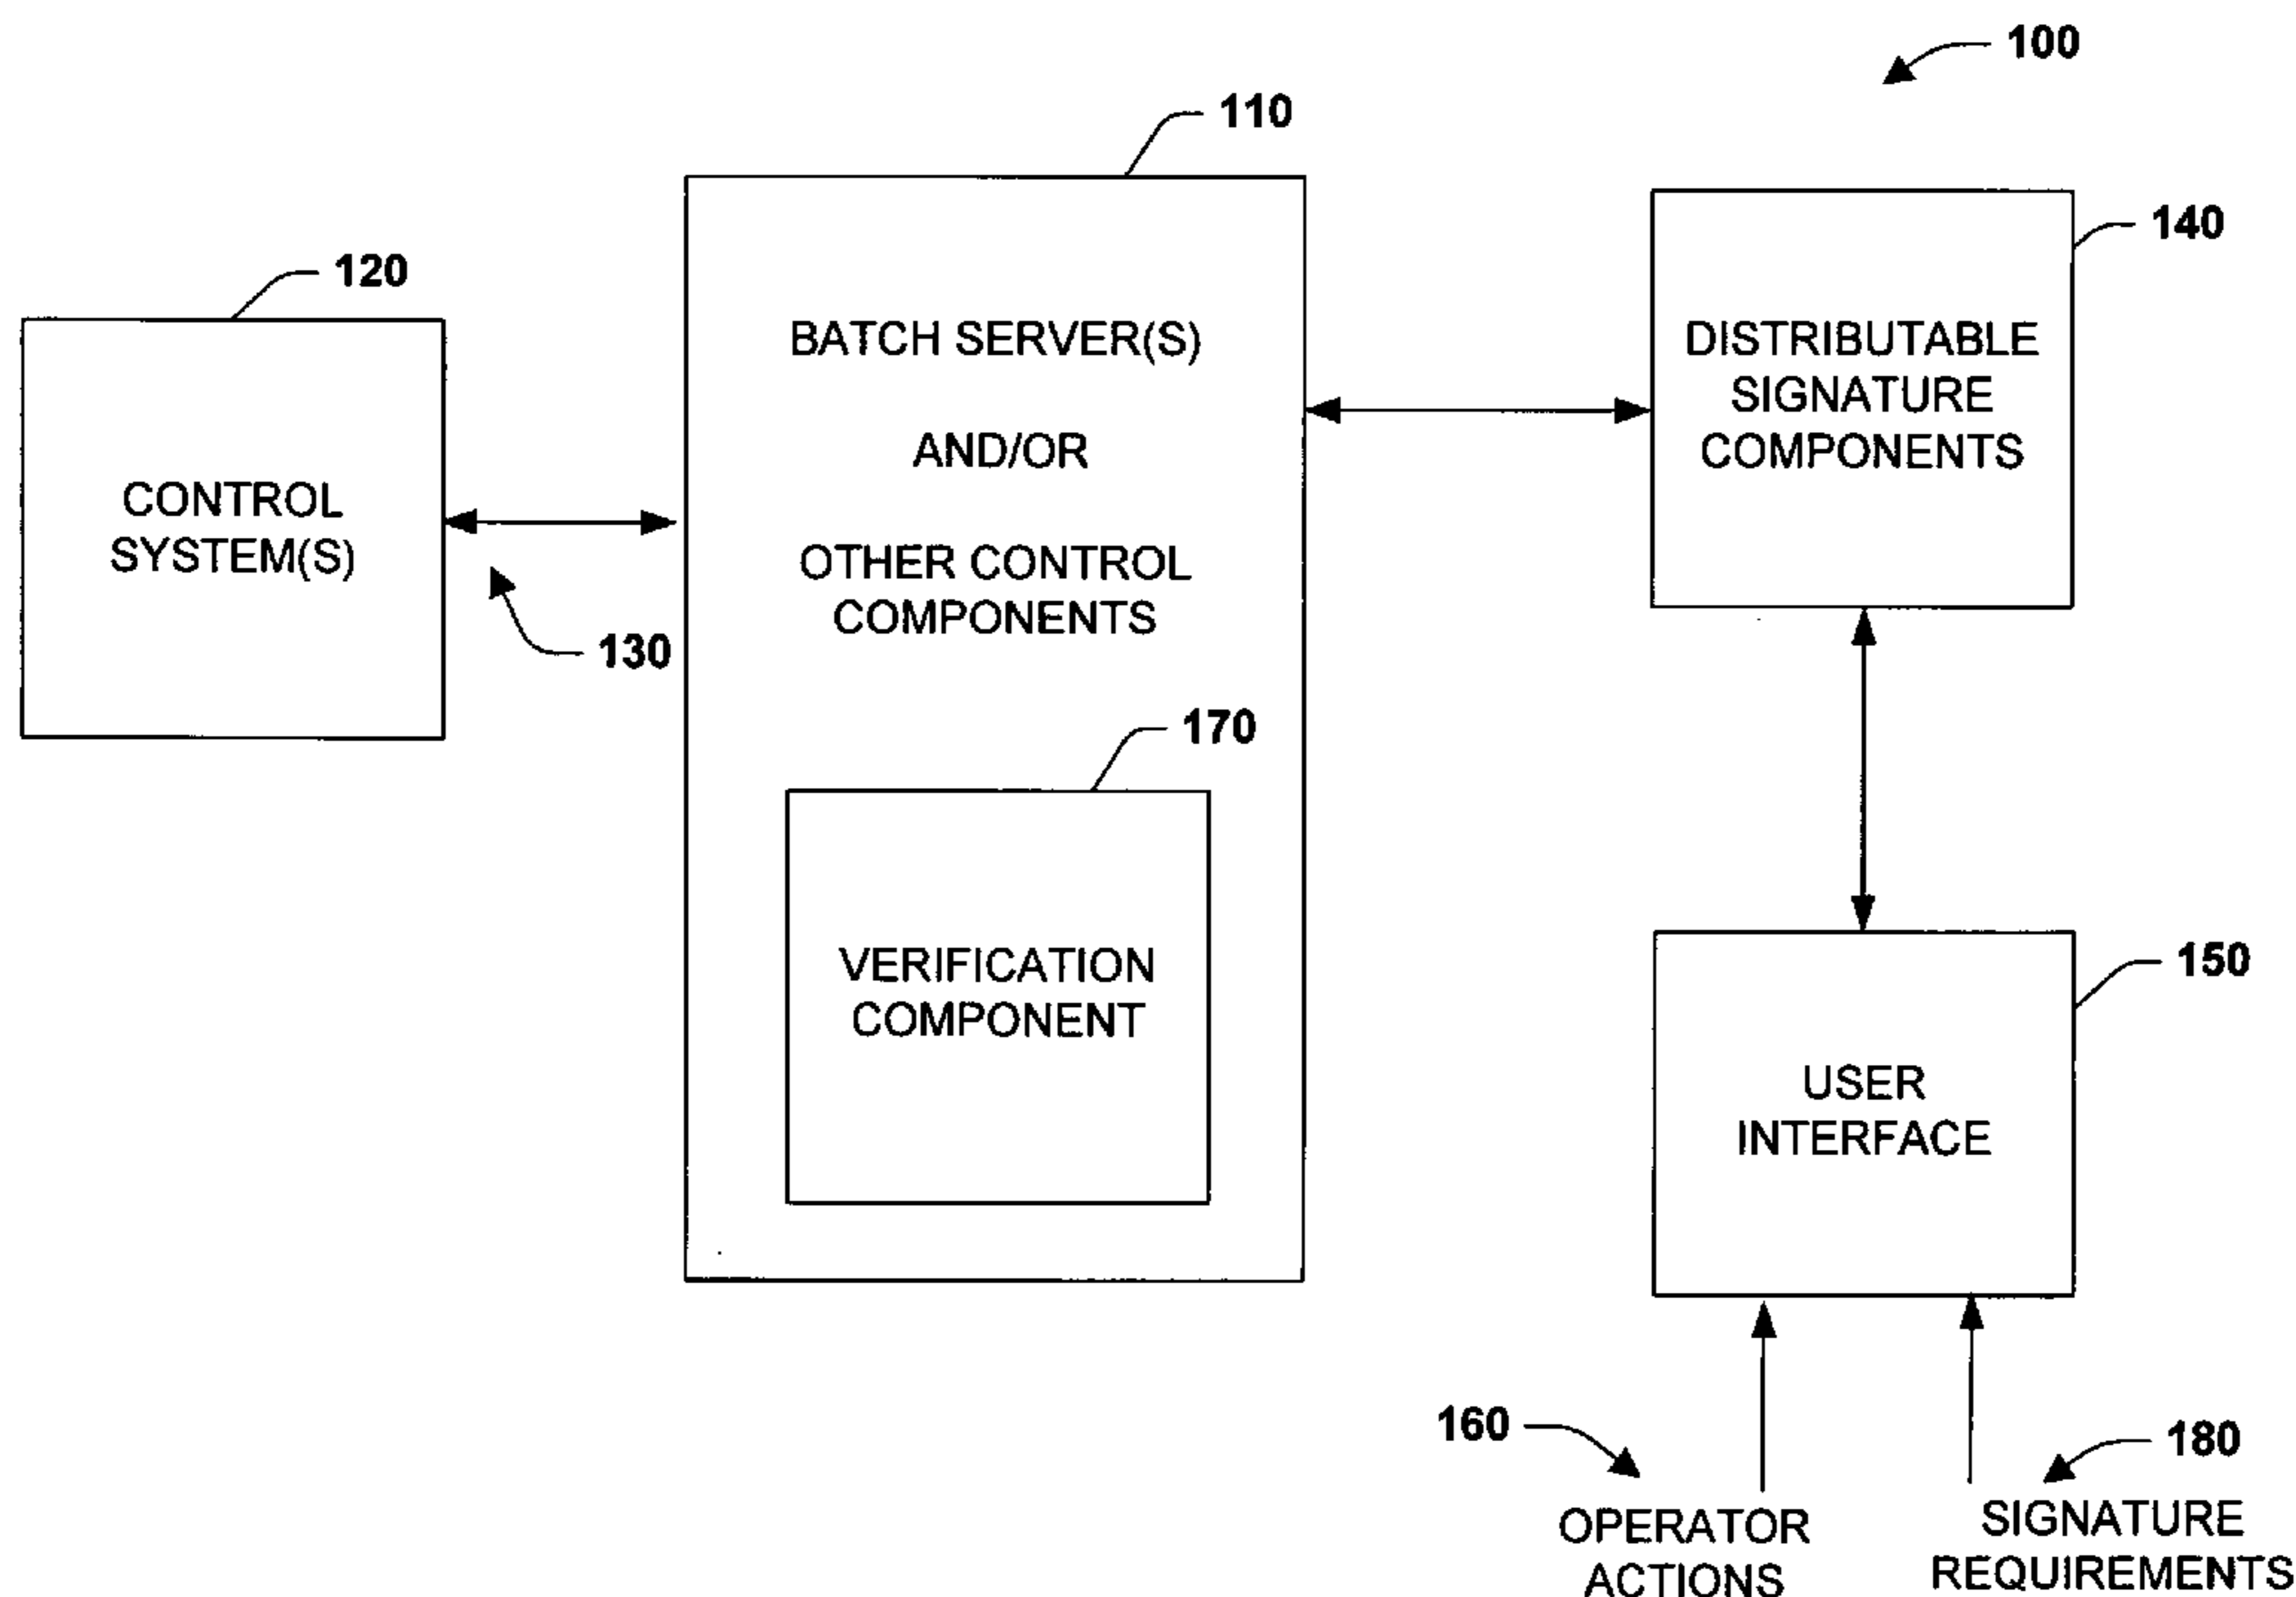 100
110
140
120
BATCH SERVER(S)
AND/OR
OTHER CONTROL
COMPONENTS
DISTRIBUTABLE
SIGNATURE
COMPONENTS
CONTROL
SYSTEM(S)
130
170
VERIFICATION
COMPONENT
150
USER
INTERFACE
160
180
OPERATOR
ACTIONS
SIGNATURE
REQUIREMENTS